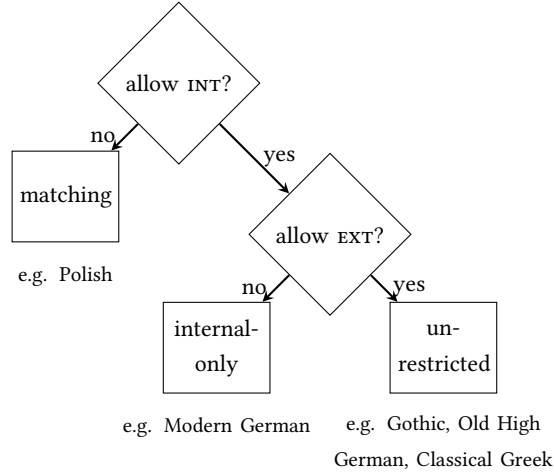 allow INT?
no
yes
matching
allow EXT?
e.g. Polish
no
yes
internal-
only
un-
restricted
e.g. Modern German
e.g. Gothic, Old High
German, Classical Greek